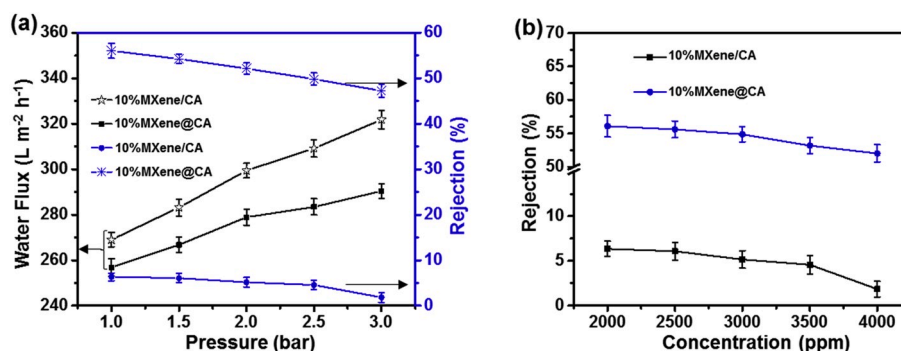 (a)
360
340
320
300
280
260
240
Water Flux (L m⁻² h⁻¹)
10%MXene/CA
10%MXene@CA
10%MXene/CA
10%MXene@CA
60
50
40
30
20
10
0
Rejection (%)
1.0 1.5 2.0 2.5 3.0
Pressure (bar)
(b)
70
65
60
55
50
10
5
0
Rejection (%)
10%MXene/CA
10%MXene@CA
2000 2500 3000 3500 4000
Concentration (ppm)